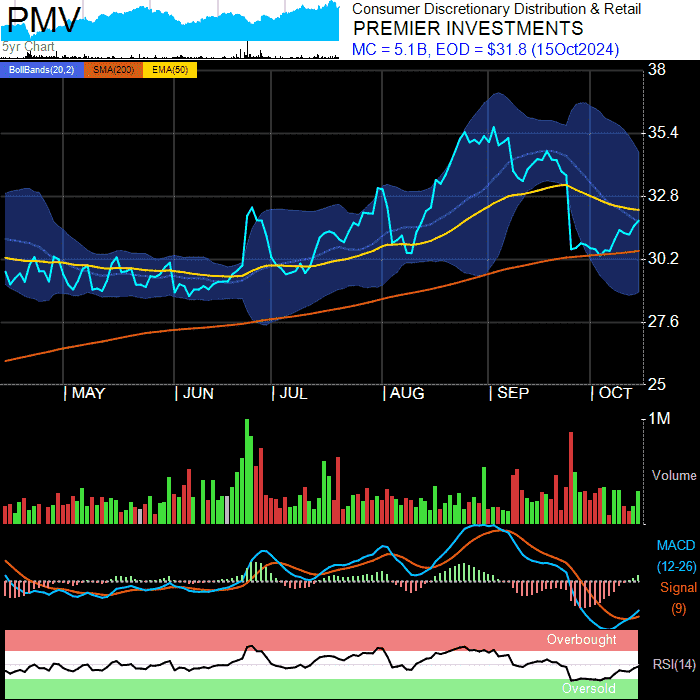 PMV
5yr Chart
Consumer Discretionary Distribution & Retail
PREMIER INVESTMENTS
MC = 5.1B, EOD = $31.8 (15Oct2024)
BollBands(20,2) SMA(200) EMA(50)
38
35.4
32.8
30.2
27.6
25
| MAY | JUN | JUL | AUG | SEP | OCT
1M
Volume
MACD
(12-26)
Signal
(9)
Overbought
RSI(14)
Oversold